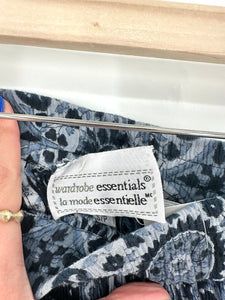 wardrobe essentials©
la mode essentielle MC
S/P